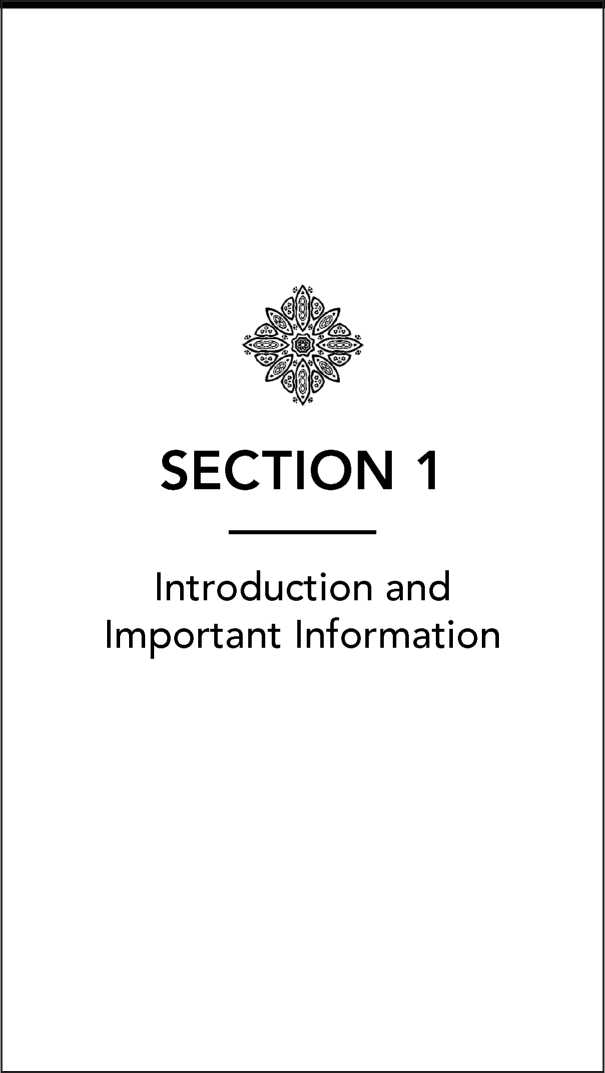 SECTION 1
Introduction and
Important Information